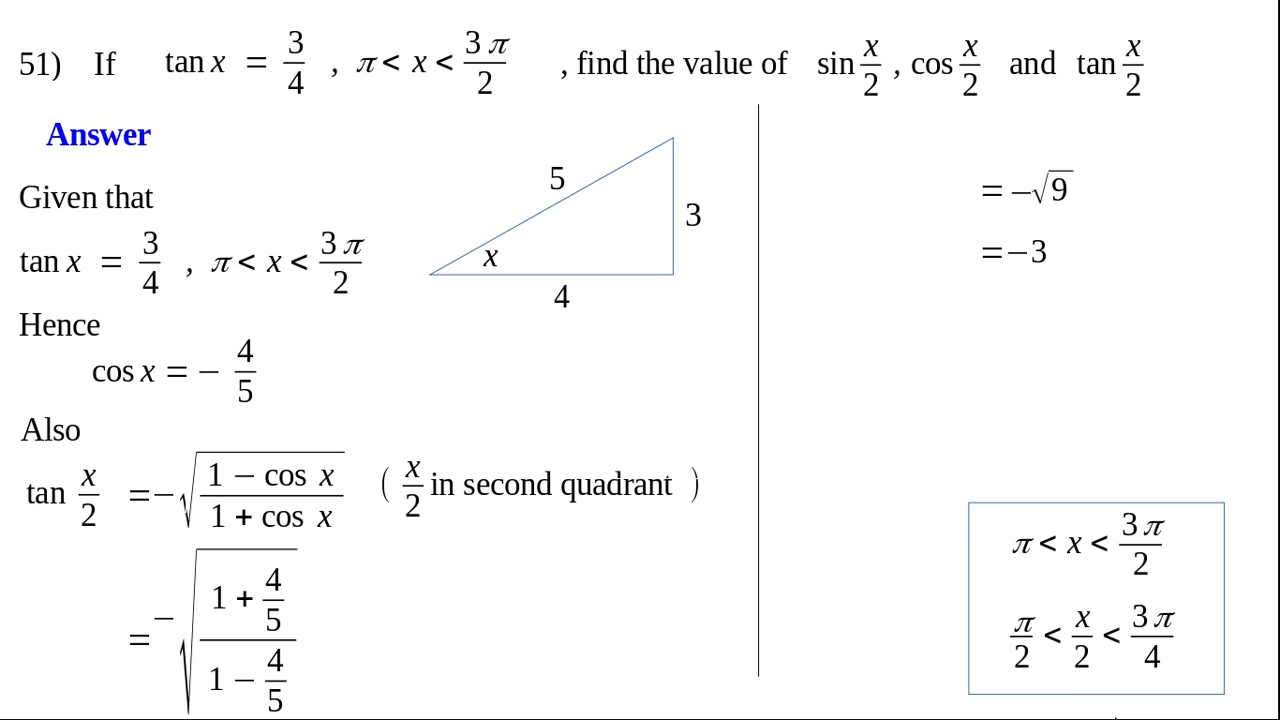 51) If tan x = 3/4 , π < x < 3π/2 , find the value of sin x/2 , cos x/2 and tan x/2
Answer
Given that
tan x = 3/4 , π < x < 3π/2
5
3
x
4
Hence
cos x = − 4/5
Also
tan x/2 = −√((1 − cos x)/(1 + cos x)) ( x/2 in second quadrant )
= −√((1 + 4/5)/(1 − 4/5))
= −√9
= −3
π < x < 3π/2
π/2 < x/2 < 3π/4